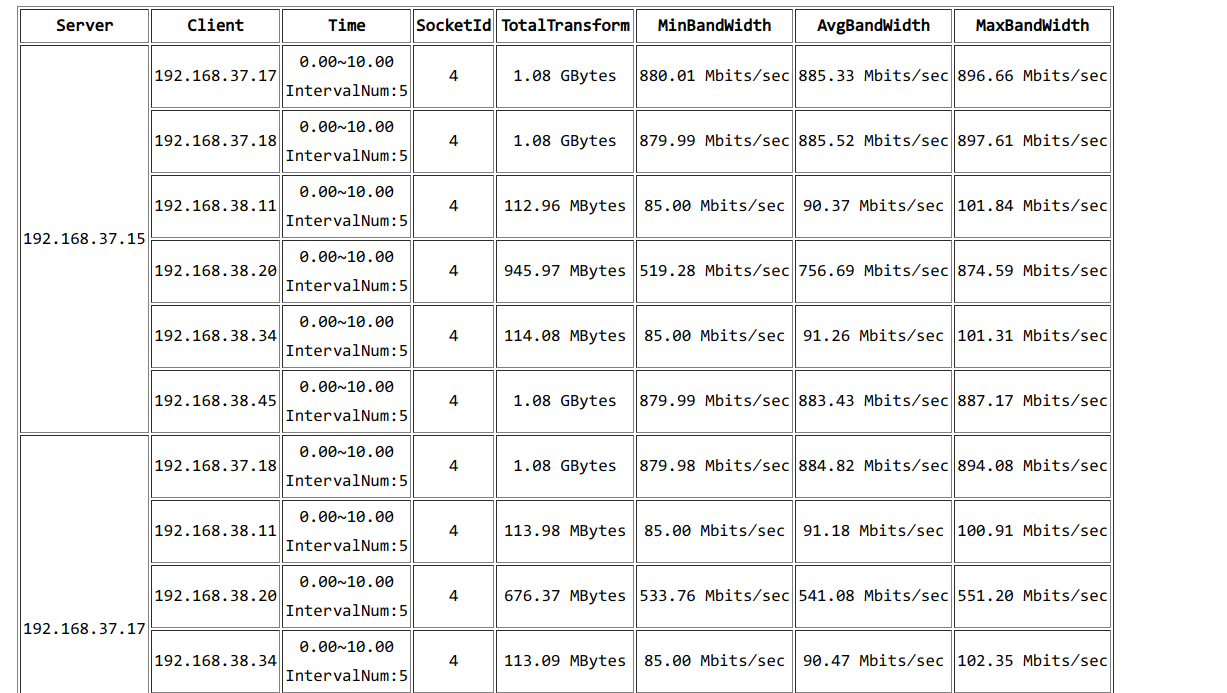 Server Client Time SocketId TotalTransform MinBandWidth AvgBandWidth MaxBandWidth
192.168.37.15
192.168.37.17 0.00~10.00 IntervalNum:5 4 1.08 GBytes 880.01 Mbits/sec 885.33 Mbits/sec 896.66 Mbits/sec
192.168.37.18 0.00~10.00 IntervalNum:5 4 1.08 GBytes 879.99 Mbits/sec 885.52 Mbits/sec 897.61 Mbits/sec
192.168.38.11 0.00~10.00 IntervalNum:5 4 112.96 MBytes 85.00 Mbits/sec 90.37 Mbits/sec 101.84 Mbits/sec
192.168.38.20 0.00~10.00 IntervalNum:5 4 945.97 MBytes 519.28 Mbits/sec 756.69 Mbits/sec 874.59 Mbits/sec
192.168.38.34 0.00~10.00 IntervalNum:5 4 114.08 MBytes 85.00 Mbits/sec 91.26 Mbits/sec 101.31 Mbits/sec
192.168.38.45 0.00~10.00 IntervalNum:5 4 1.08 GBytes 879.99 Mbits/sec 883.43 Mbits/sec 887.17 Mbits/sec
192.168.37.17
192.168.37.18 0.00~10.00 IntervalNum:5 4 1.08 GBytes 879.98 Mbits/sec 884.82 Mbits/sec 894.08 Mbits/sec
192.168.38.11 0.00~10.00 IntervalNum:5 4 113.98 MBytes 85.00 Mbits/sec 91.18 Mbits/sec 100.91 Mbits/sec
192.168.38.20 0.00~10.00 IntervalNum:5 4 676.37 MBytes 533.76 Mbits/sec 541.08 Mbits/sec 551.20 Mbits/sec
192.168.38.34 0.00~10.00 IntervalNum:5 4 113.09 MBytes 85.00 Mbits/sec 90.47 Mbits/sec 102.35 Mbits/sec